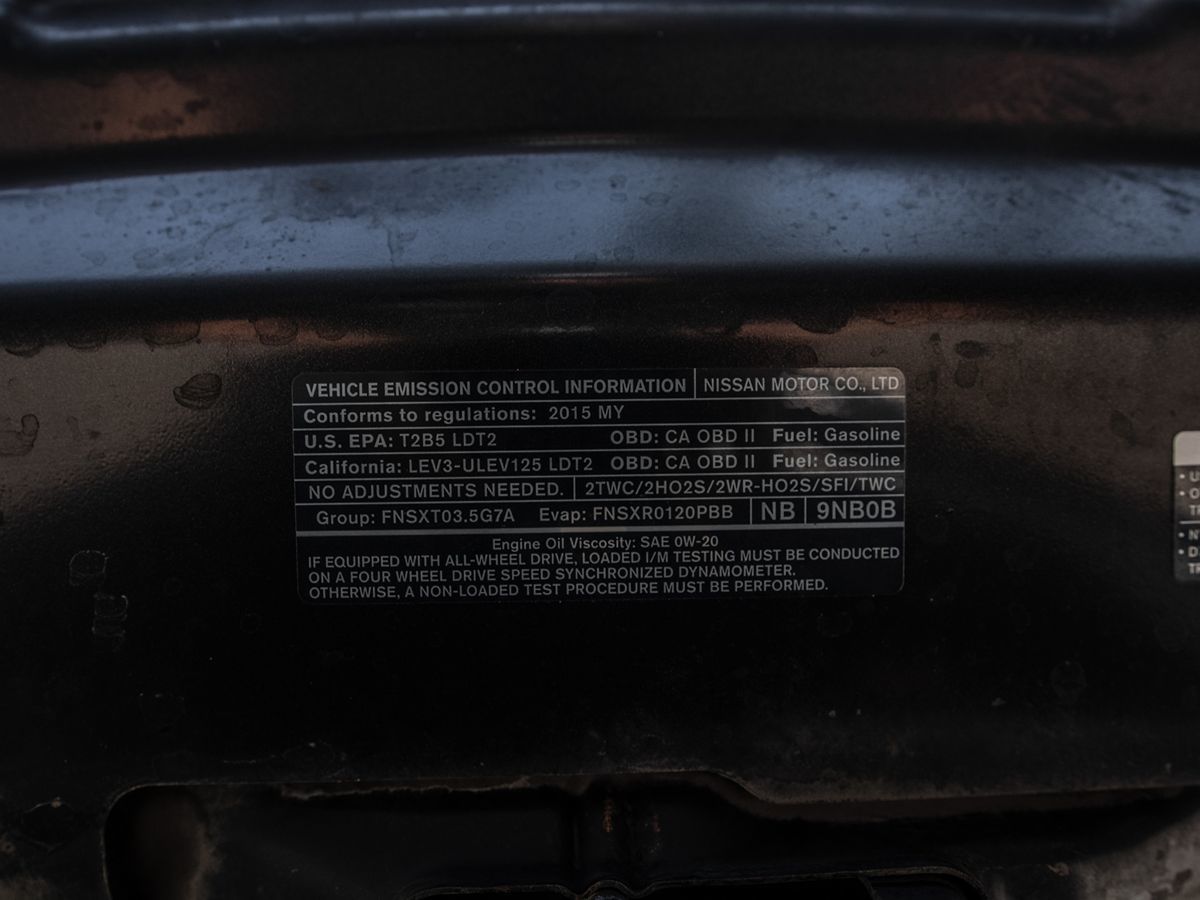 VEHICLE EMISSION CONTROL INFORMATION NISSAN MOTOR CO., LTD
Conforms to regulations: 2015 MY
U.S. EPA: T2B5 LDT2 OBD: CA OBD II Fuel: Gasoline
California: LEV3-ULEV125 LDT2 OBD: CA OBD II Fuel: Gasoline
NO ADJUSTMENTS NEEDED. 2TWC/2HO2S/2WR-HO2S/SFI/TWC
Group: FNSXT03.5G7A Evap: FNSXR0120PBB NB 9NB0B
Engine Oil Viscosity: SAE 0W-20
IF EQUIPPED WITH ALL-WHEEL DRIVE, LOADED I/M TESTING MUST BE CONDUCTED
ON A FOUR WHEEL DRIVE SPEED SYNCHRONIZED DYNAMOMETER.
OTHERWISE, A NON-LOADED TEST PROCEDURE MUST BE PERFORMED.